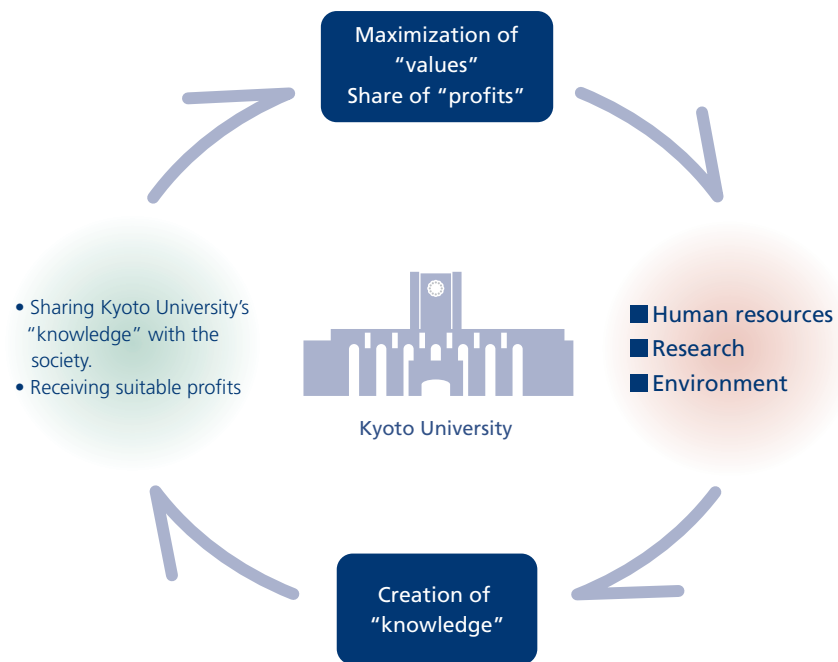 Maximization of
“values”
Share of “profits”
• Sharing Kyoto University’s
“knowledge” with the
society.
• Receiving suitable profits
Kyoto University
■ Human resources
■ Research
■ Environment
Creation of
“knowledge”